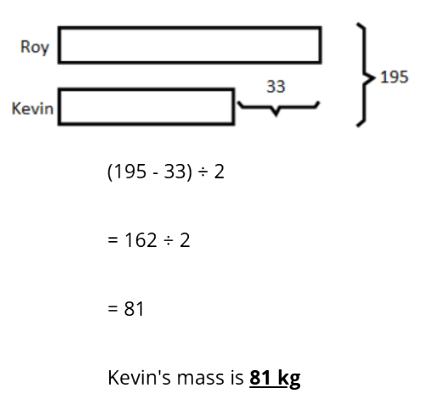 Roy
195
33
Kevin
(195 - 33) ÷ 2
= 162 ÷ 2
= 81
Kevin's mass is 81 kg